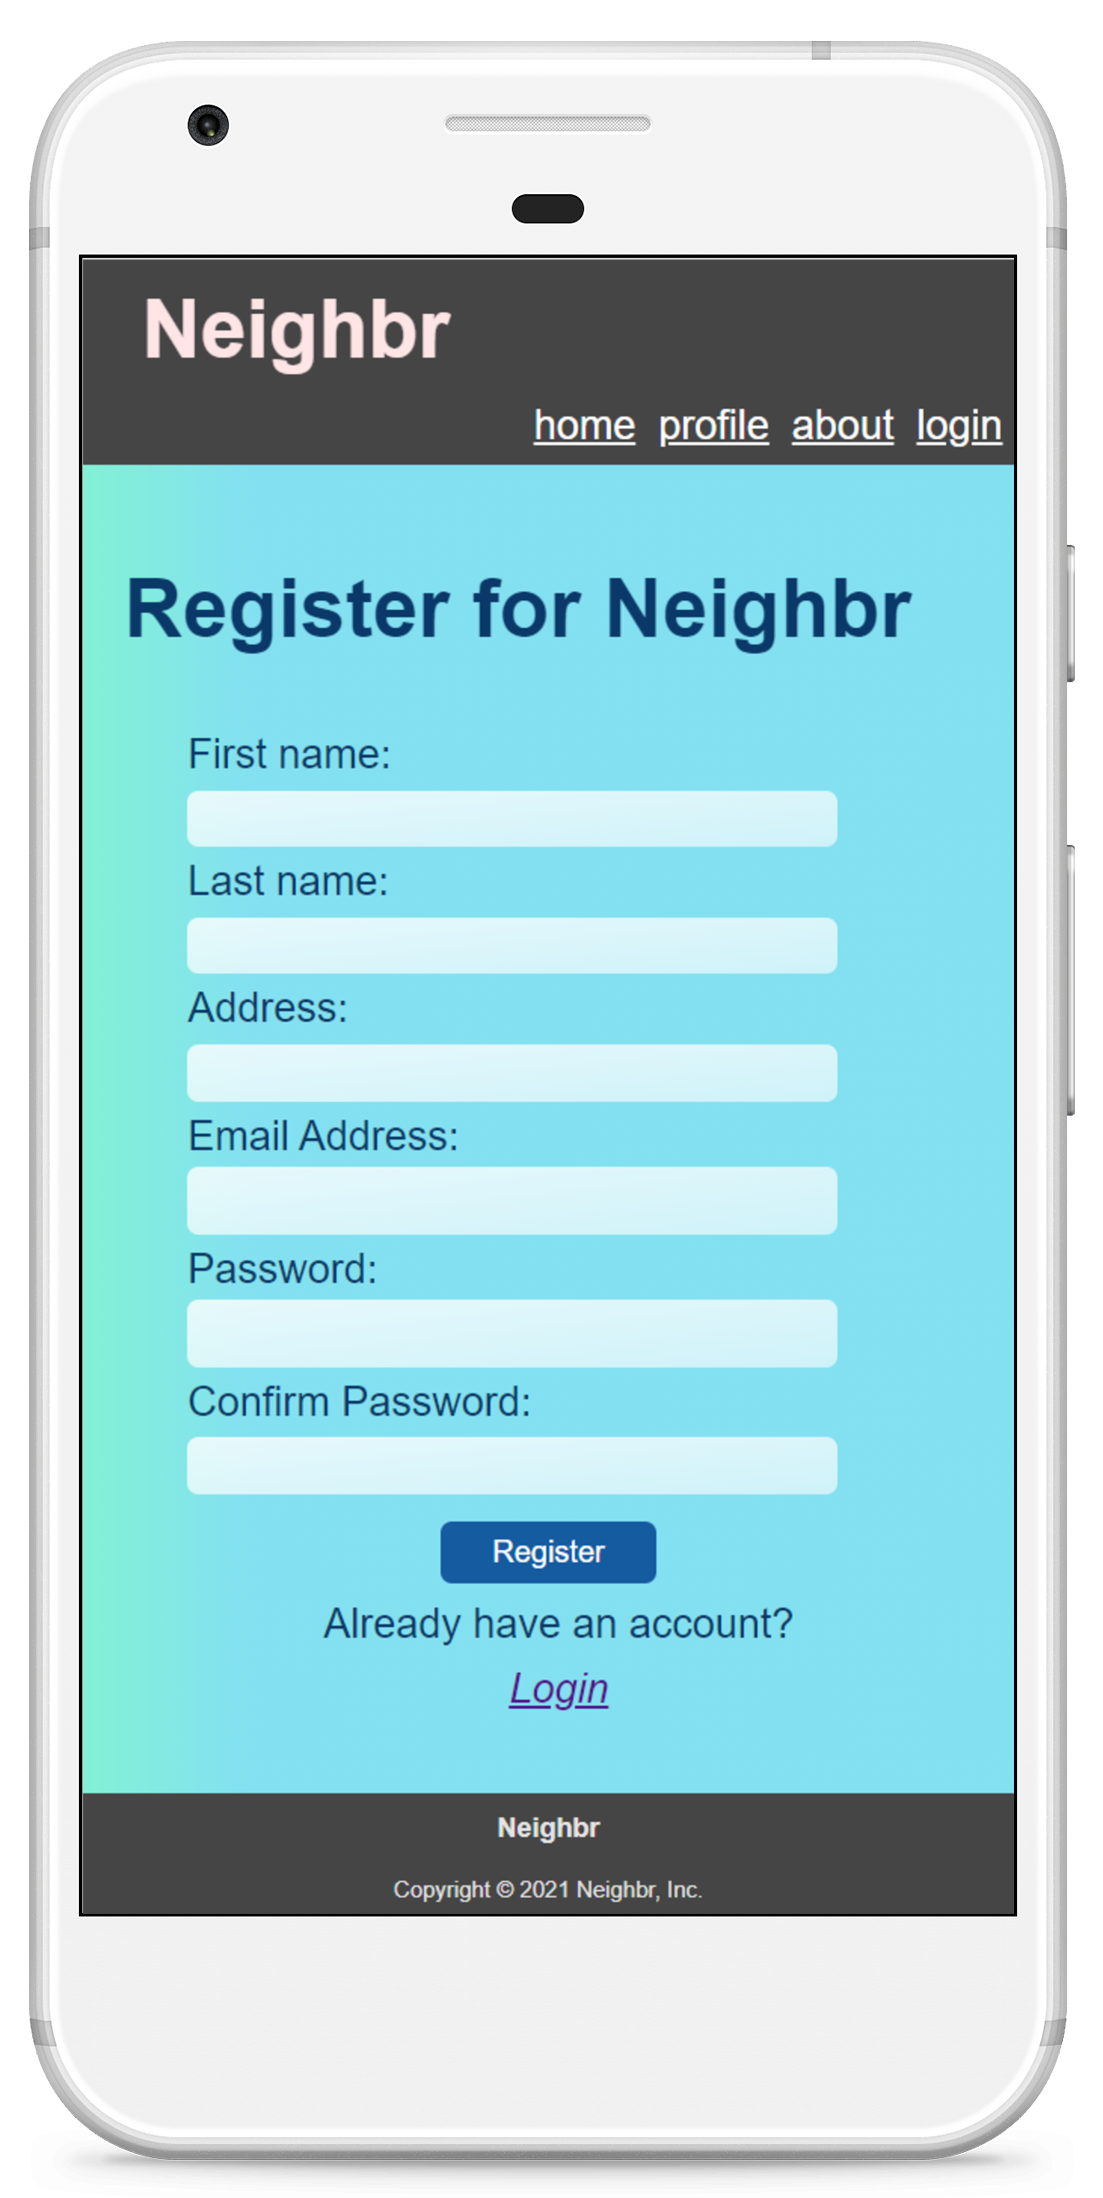 Neighbr
home profile about login
Register for Neighbr
First name:
Last name:
Address:
Email Address:
Password:
Confirm Password:
Register
Already have an account?
Login
Neighbr
Copyright © 2021 Neighbr, Inc.